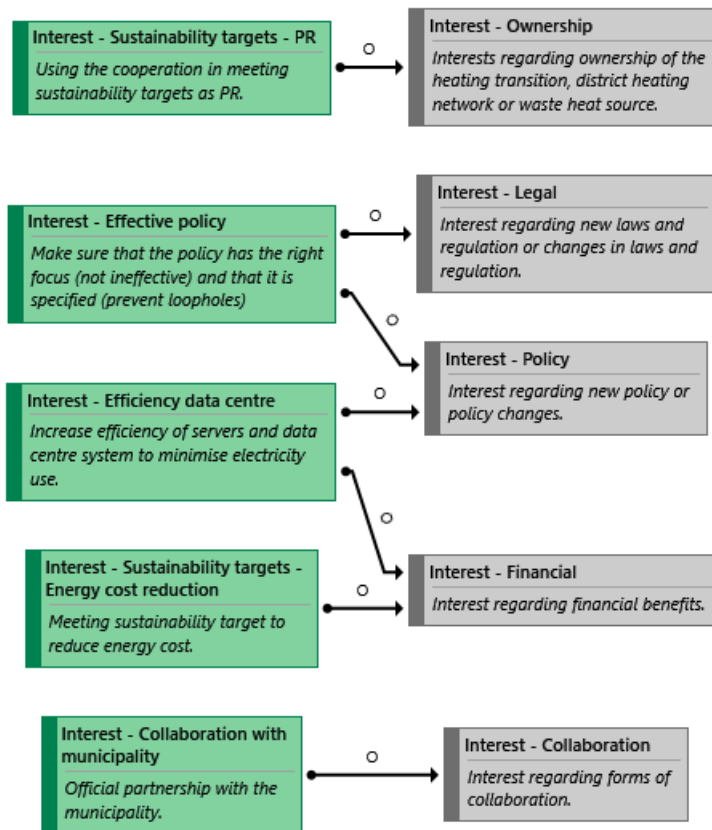 Interest - Sustainability targets - PR
Using the cooperation in meeting
sustainability targets as PR.
Interest - Ownership
Interests regarding ownership of the
heating transition, district heating
network or waste heat source.
Interest - Effective policy
Make sure that the policy has the right
focus (not ineffective) and that it is
specified (prevent loopholes)
Interest - Legal
Interest regarding new laws and
regulation or changes in laws and
regulation.
Interest - Policy
Interest regarding new policy or
policy changes.
Interest - Efficiency data centre
Increase efficiency of servers and data
centre system to minimise electricity
use.
Interest - Sustainability targets -
Energy cost reduction
Meeting sustainability target to
reduce energy cost.
Interest - Financial
Interest regarding financial benefits.
Interest - Collaboration with
municipality
Official partnership with the
municipality.
Interest - Collaboration
Interest regarding forms of
collaboration.